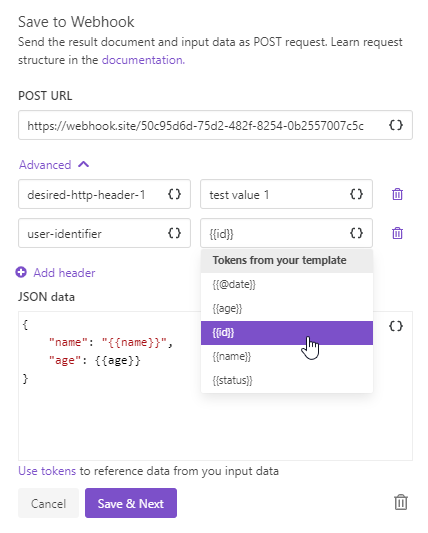 Save to Webhook
Send the result document and input data as POST request. Learn request
structure in the documentation.
POST URL
https://webhook.site/50c95d6d-75d2-482f-8254-0b2557007c5c {}
Advanced
desired-http-header-1 {} test value 1 {}
user-identifier {} {{id}} {}
Tokens from your template
{{@date}}
{{age}}
{{id}}
{{name}}
{{status}}
Add header
JSON data
{ {}
"name": "{{name}}",
"age": {{age}}
}
Use tokens to reference data from you input data
Cancel Save & Next